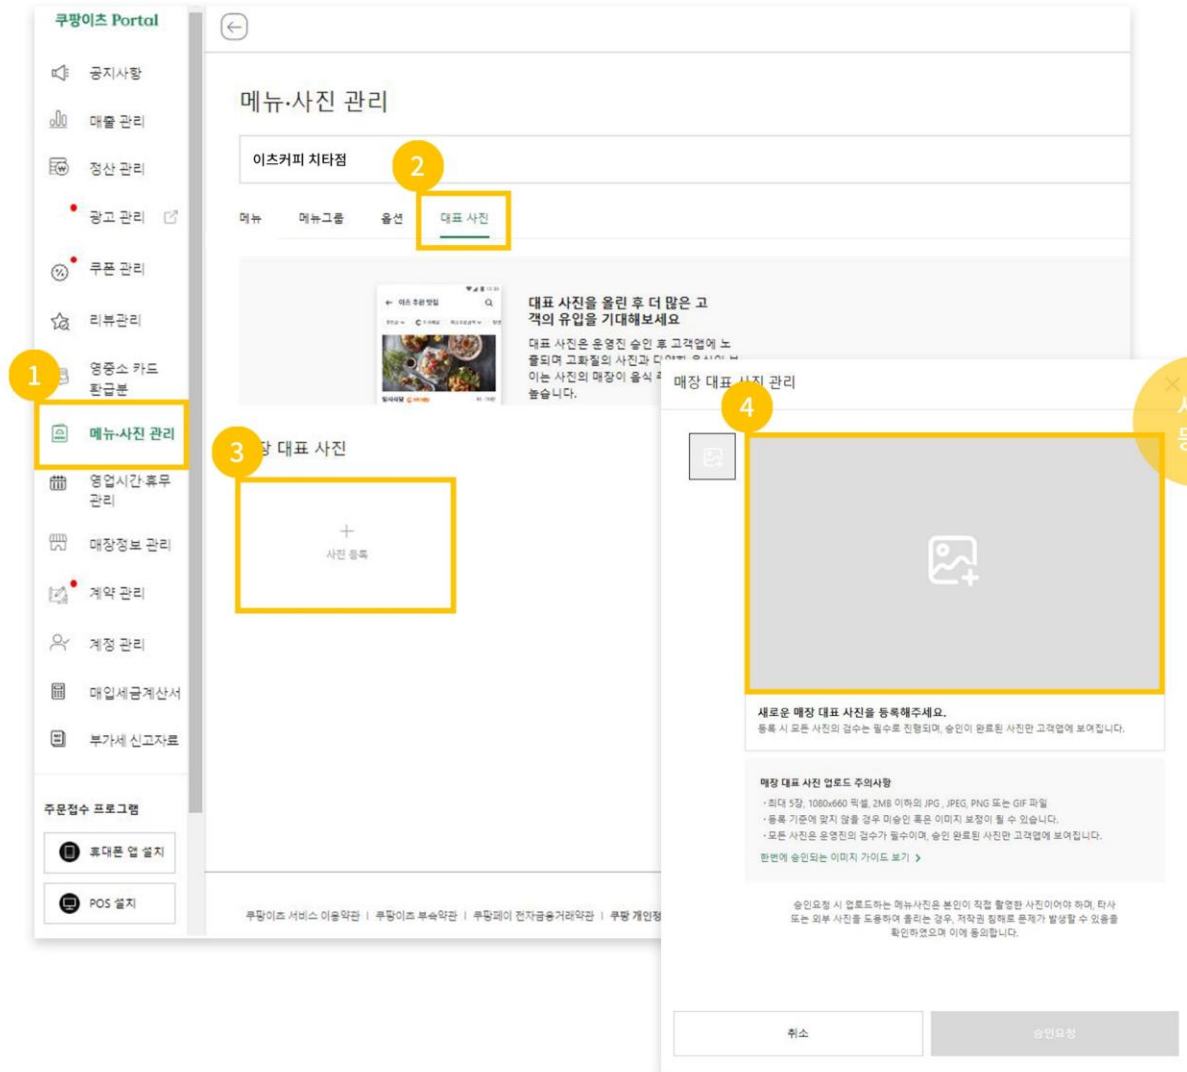 쿠팡이츠 Portal
공지사항
매출 관리
정산 관리
광고 관리
쿠폰 관리
리뷰관리
영중소 카드
환급분
1
메뉴·사진 관리
영업시간·휴무
관리
매장정보 관리
계약 관리
계정 관리
매입세금계산서
부가세 신고자료
주문접수 프로그램
휴대폰 앱 설치
POS 설치
메뉴·사진 관리
이츠커피 치타점
2
메뉴 메뉴그룹 옵션 대표 사진
이츠 추천 맛집
대표 사진을 올린 후 더 많은 고
객의 유입을 기대해보세요
대표 사진은 운영진 승인 후 고객앱에 노
출되며 고화질의 사진과 다양한 음식이 보
이는 사진의 매장이 음식 주
높습니다.
3
장 대표 사진
사진 등록
쿠팡이츠 서비스 이용약관 | 쿠팡이츠 부속약관 | 쿠팡페이 전자금융거래약관 | 쿠팡 개인정
매장 대표 사진 관리
4
새로운 매장 대표 사진을 등록해주세요.
등록 시 모든 사진의 검수는 필수로 진행되며, 승인이 완료된 사진만 고객앱에 보여집니다.
매장 대표 사진 업로드 주의사항
· 최대 5장, 1080x660 픽셀, 2MB 이하의 JPG , JPEG, PNG 또는 GIF 파일
· 등록 기준에 맞지 않을 경우 미승인 혹은 이미지 보정이 될 수 있습니다.
· 모든 사진은 운영진의 검수가 필수이며, 승인 완료된 사진만 고객앱에 보여집니다.
한번에 승인되는 이미지 가이드 보기 >
승인요청 시 업로드하는 메뉴사진은 본인이 직접 촬영한 사진이어야 하며, 타사
또는 외부 사진을 도용하여 올리는 경우, 저작권 침해로 문제가 발생할 수 있음을
확인하였으며 이에 동의합니다.
취소
승인요청